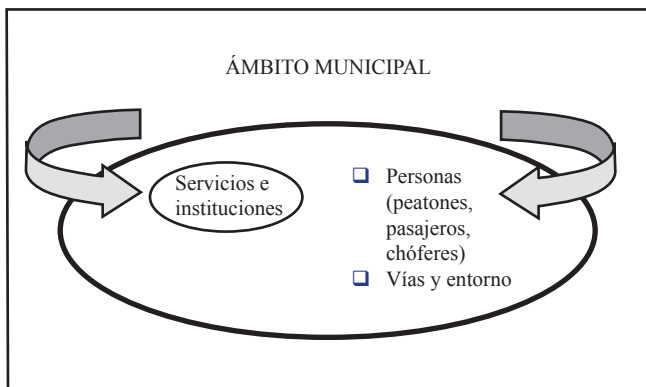 ÁMBITO MUNICIPAL
Servicios e
instituciones
Personas
(peatones,
pasajeros,
chóferes)
Vías y entorno